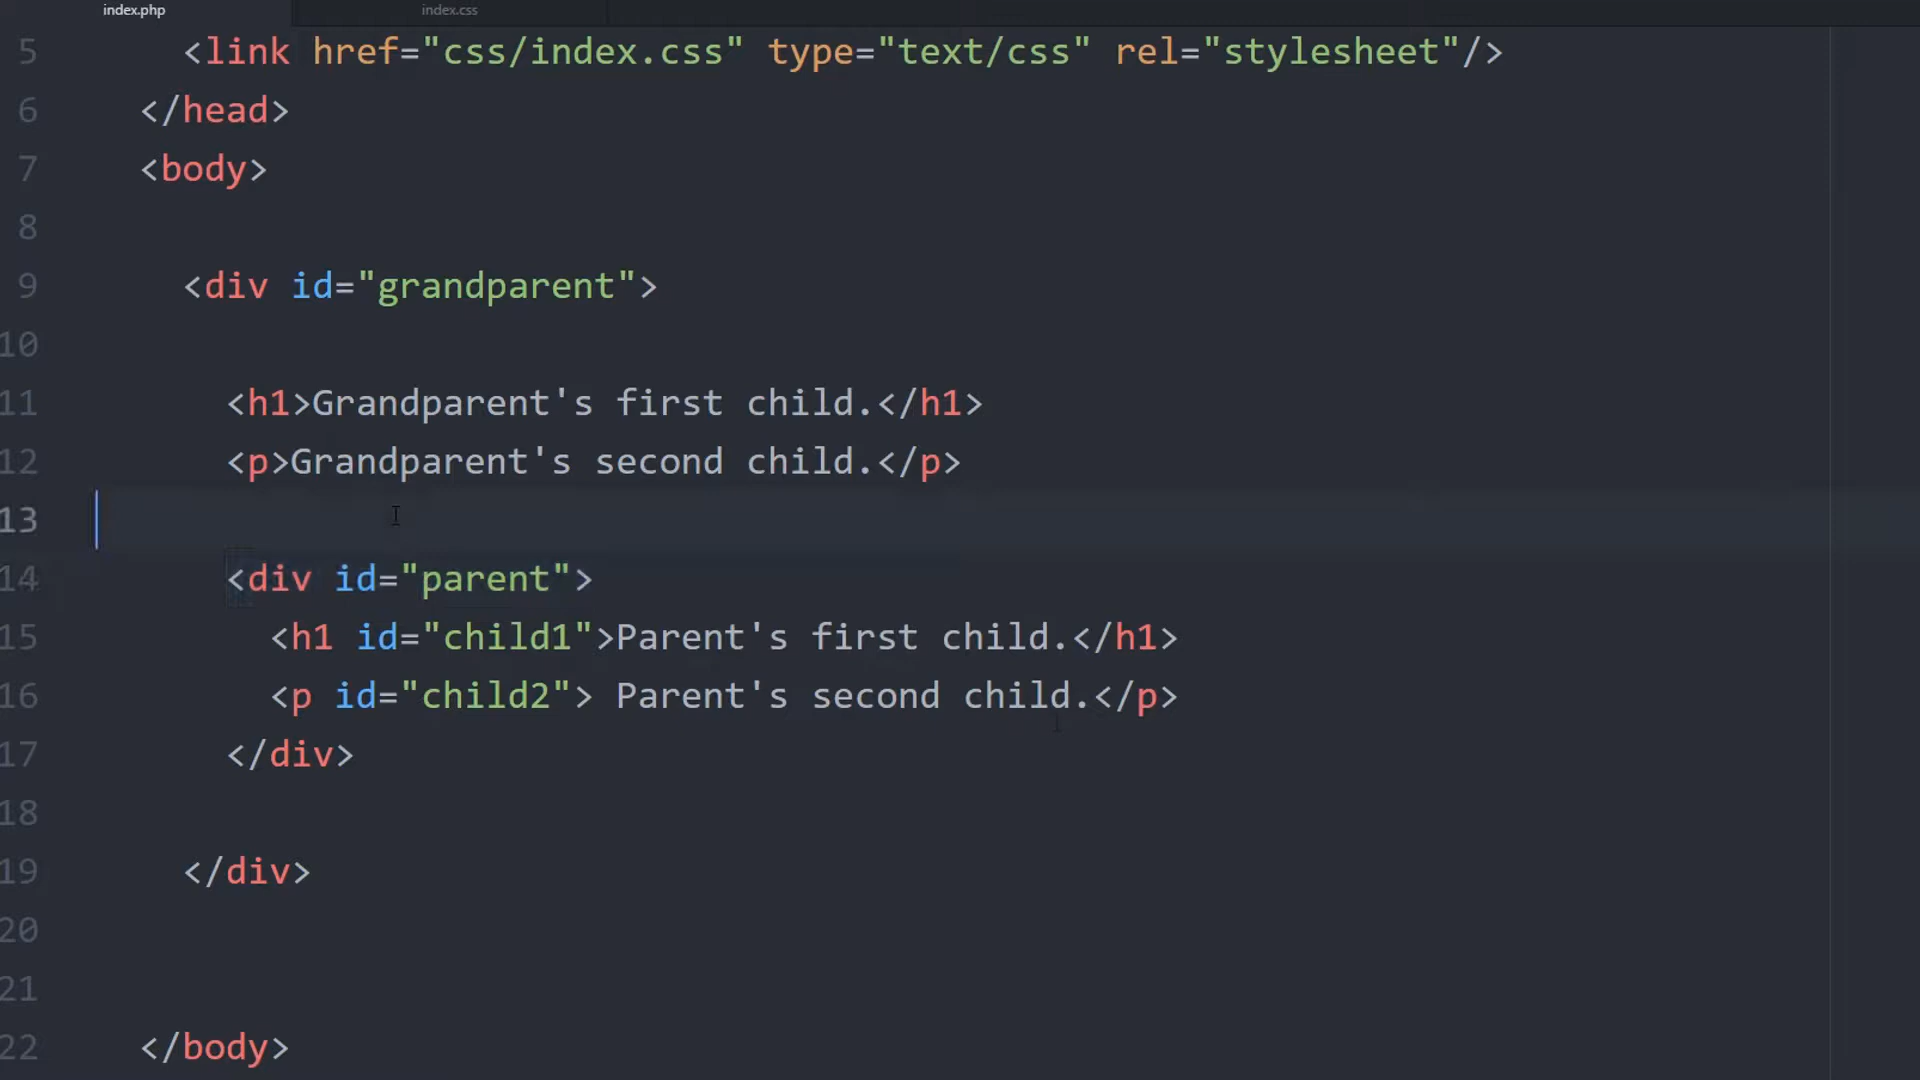 index.php index.css
5 <link href="css/index.css" type="text/css" rel="stylesheet"/>
6 </head>
7 <body>
8
9 <div id="grandparent">
10
11 <h1>Grandparent's first child.</h1>
12 <p>Grandparent's second child.</p>
13
14 <div id="parent">
15 <h1 id="child1">Parent's first child.</h1>
16 <p id="child2"> Parent's second child.</p>
17 </div>
18
19 </div>
20
21
22 </body>